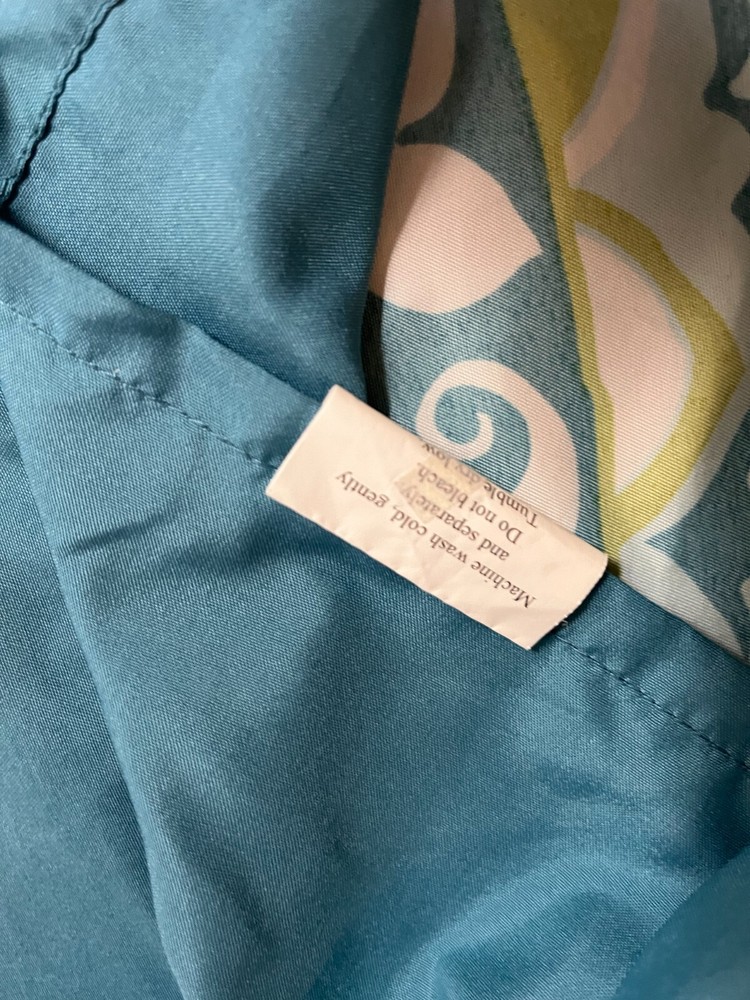 Machine wash cold, gently
and separately
Do not bleach.
Tumble dry low